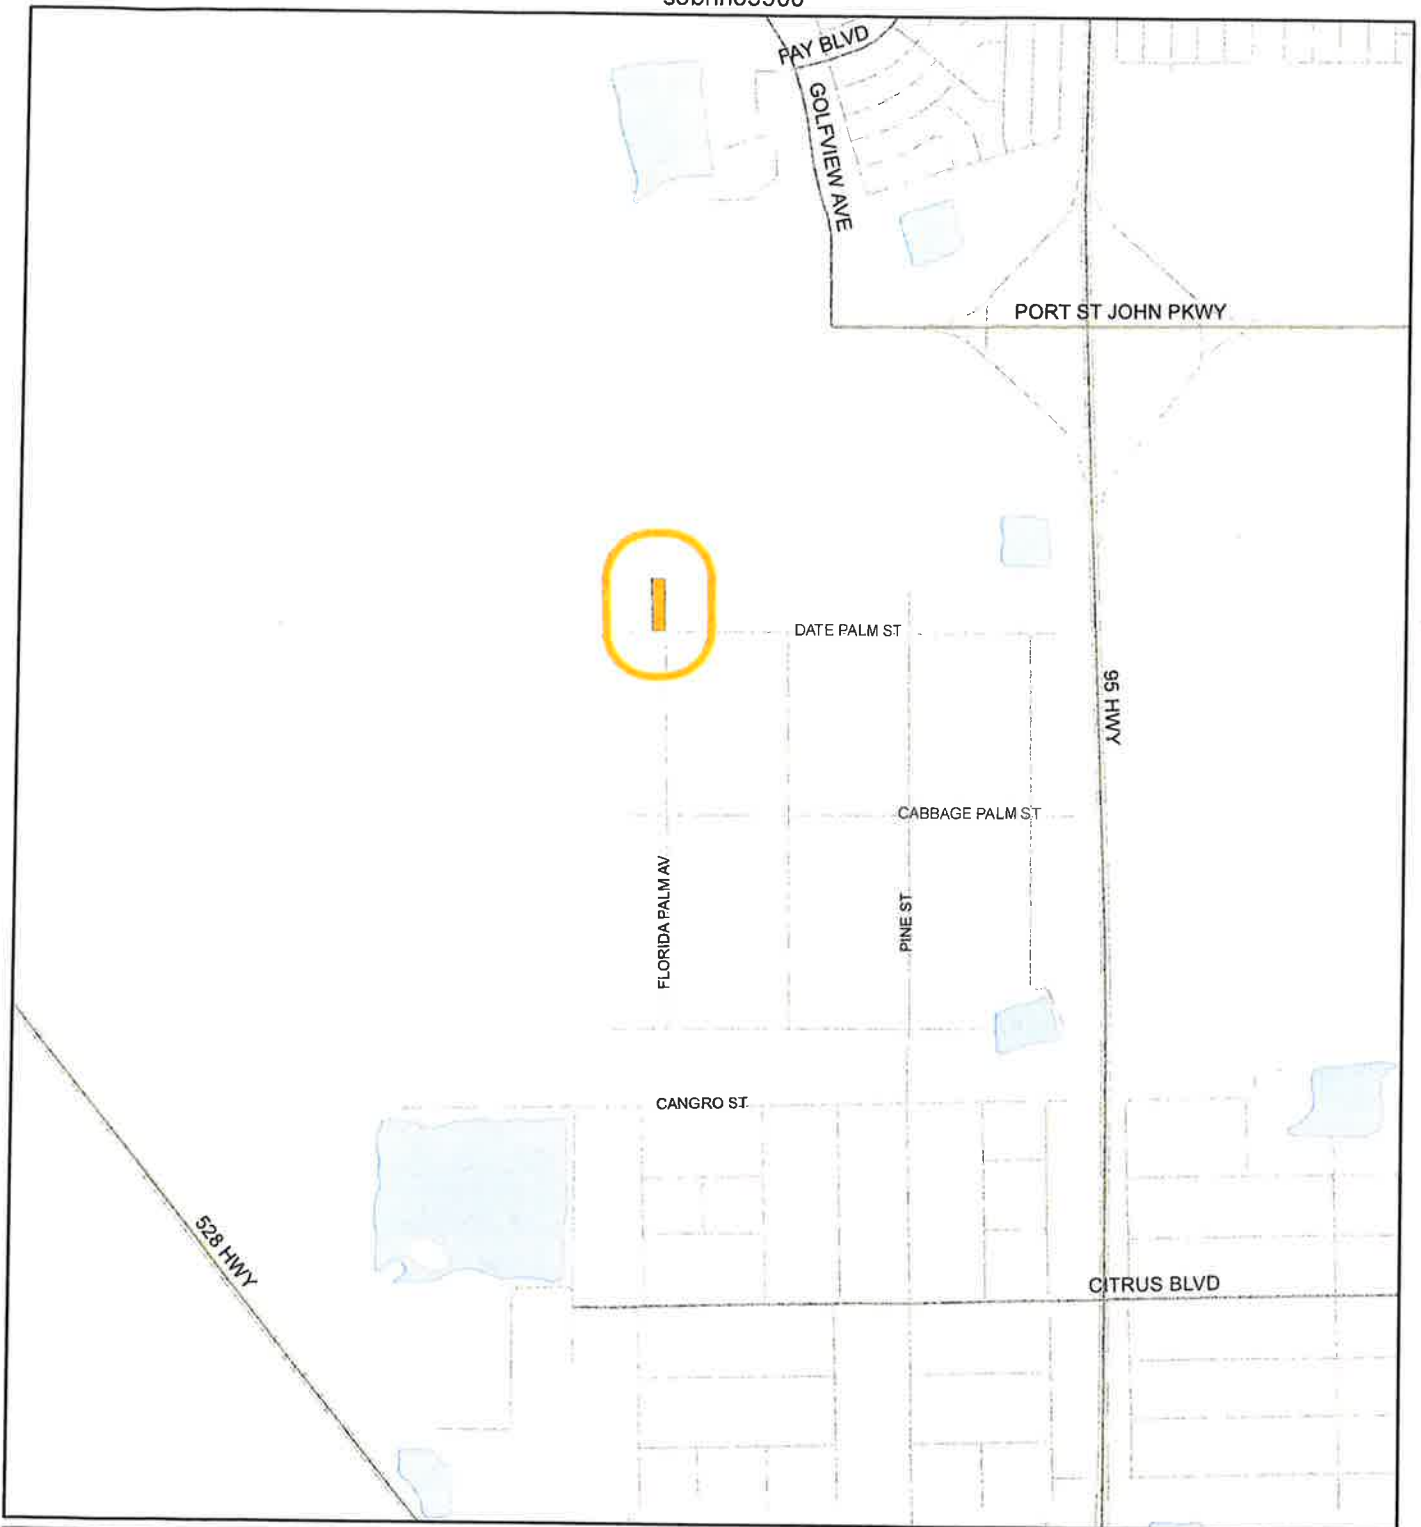 FAY BLVD
GOLFVIEW AVE
PORT ST JOHN PKWY
DATE PALM ST
95 HWY
CABBAGE PALM ST
FLORIDA PALM AV
PINE ST
CANGRO ST
528 HWY
CITRUS BLVD